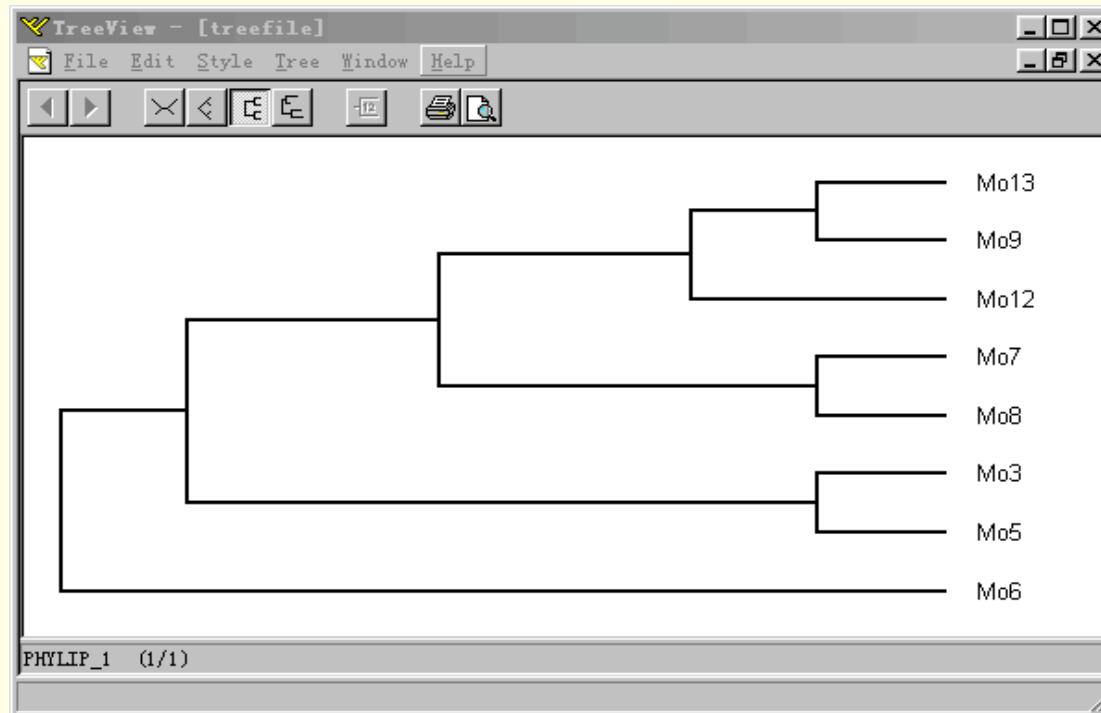 TreeView - [treefile]
File Edit Style Tree Window Help
12
Mo13
Mo9
Mo12
Mo7
Mo8
Mo3
Mo5
Mo6
PHYLIP_1 (1/1)